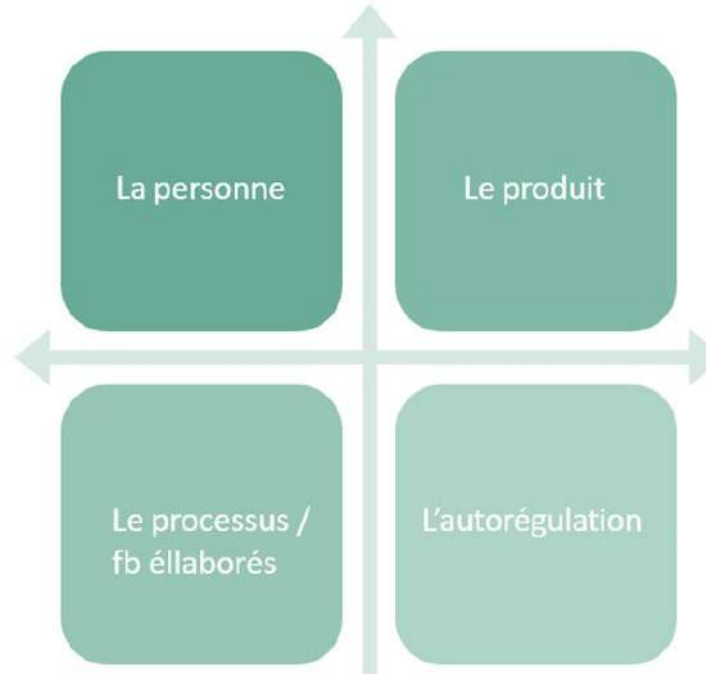 La personne
Le produit
Le processus /
fb éllaborés
L'autorégulation